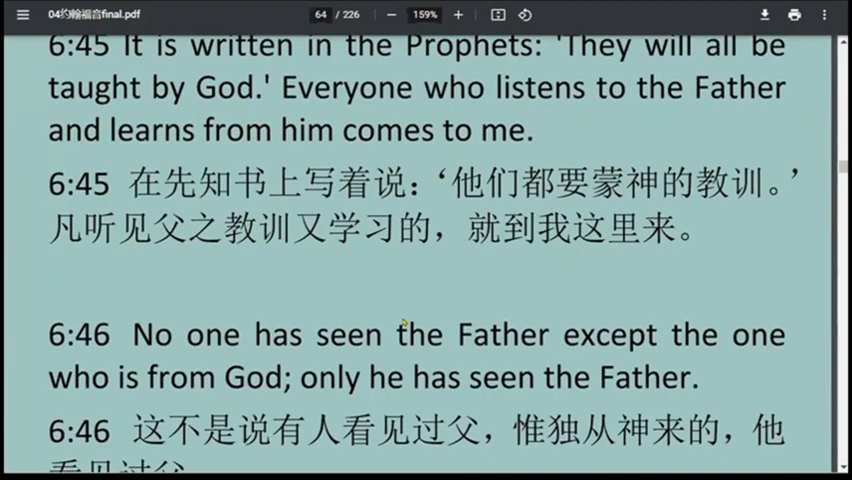 04约翰福音final.pdf
64 / 226
159%
6:45 It is written in the Prophets: 'They will all be
taught by God.' Everyone who listens to the Father
and learns from him comes to me.
6:45 在先知书上写着说：‘他们都要蒙神的教训。’
凡听见父之教训又学习的，就到我这里来。
6:46 No one has seen the Father except the one
who is from God; only he has seen the Father.
6:46 这不是说有人看见过父，惟独从神来的，他
看见过父